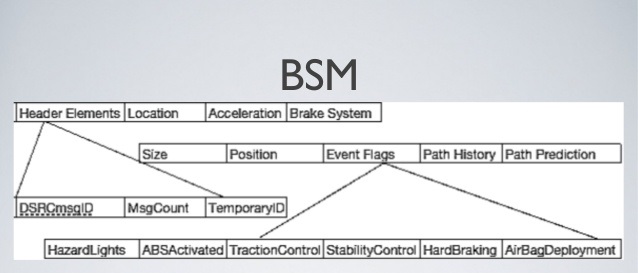 BSM
Header Elements Location Acceleration Brake System
Size Position Event Flags Path History Path Prediction
DSRCmsgID MsgCount TemporaryID
HazardLights ABSActivated TractionControl StabilityControl HardBraking AirBagDeployment